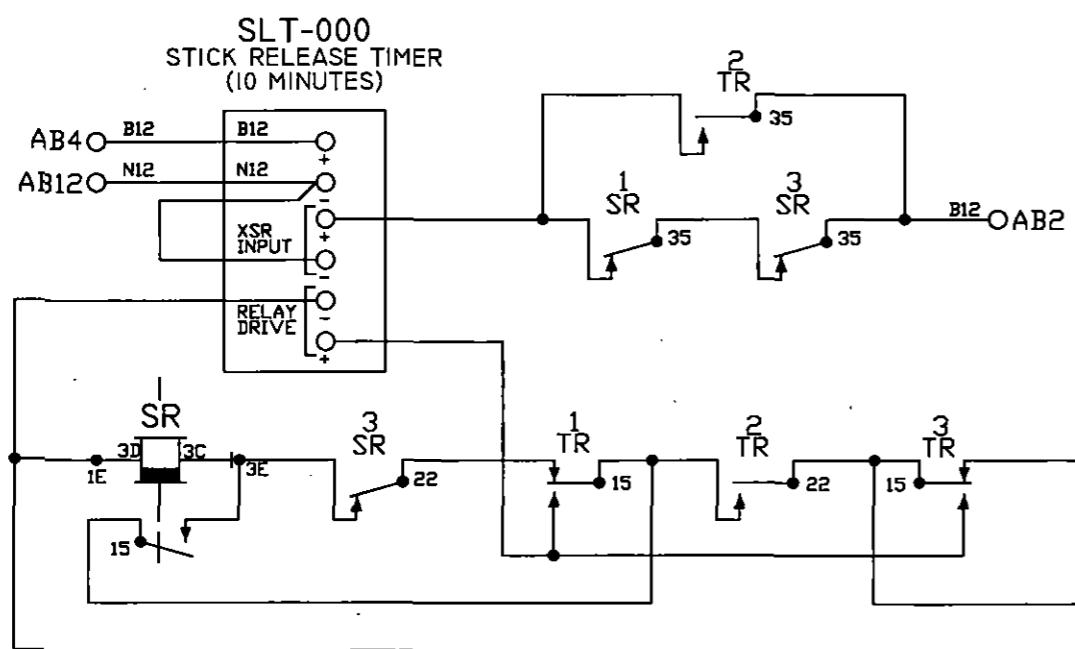 SLT-000
STICK RELEASE TIMER
(10 MINUTES)
AB4 B12 B12 +
AB12 N12 N12 -
XSR INPUT + -
RELAY DRIVE - +
2
TR
35
1
SR
35
3
SR
35
B12 AB2
SR
3D 3C
1E 3E
15
3
SR
22
1
TR
15
2
TR
22
3
TR
15